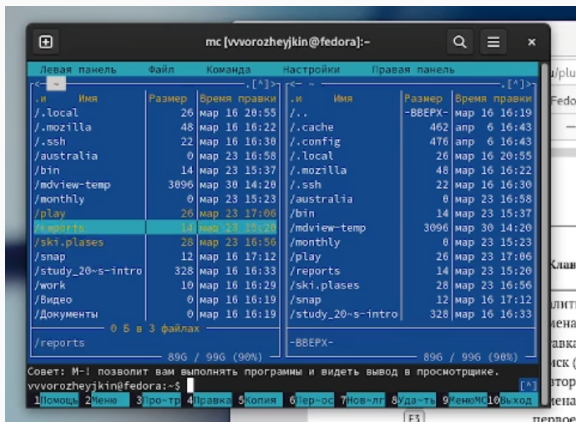 mc [vvvorozheyjkin@fedora]:~
Левая панель Файл Команда Настройки Правая панель
<- ~ .[^]> <- ~ .[^]>
.и Имя Размер Время правки .и Имя Размер Время правки
/.local 26 мар 16 20:55 /.. -ВВЕРХ- мар 16 16:19
/.mozilla 48 мар 16 16:22 /.cache 462 апр 6 16:43
/.ssh 22 мар 16 16:30 /.config 476 апр 6 16:43
/australia 0 мар 23 16:58 /.local 26 мар 16 20:55
/bin 14 мар 23 15:37 /.mozilla 48 мар 16 16:22
/mdview-temp 3096 мар 30 14:20 /.ssh 22 мар 16 16:30
/monthly 0 мар 23 15:23 /australia 0 мар 23 16:58
/play 26 мар 23 17:06 /bin 14 мар 23 15:37
/reports 14 мар 23 15:20 /mdview-temp 3096 мар 30 14:20
/ski.plases 28 мар 23 16:56 /monthly 0 мар 23 15:23
/snap 12 мар 16 17:12 /play 26 мар 23 17:06
/study_20~s-intro 328 мар 16 16:33 /reports 14 мар 23 15:20
/work 10 мар 16 16:29 /ski.plases 28 мар 23 16:56
/Видео 0 мар 16 16:19 /snap 12 мар 16 17:12
/Документы 0 мар 16 16:19 /study_20~s-intro 328 мар 16 16:33
0 Б в 3 файлах
/reports -ВВЕРХ-
89G / 99G (90%) 89G / 99G (90%)
Совет: M-! позволит вам выполнять программы и видеть вывод в просмотрщике.
vvvorozheyjkin@fedora:~$ [^]
1Помощь 2Меню 3Про~тр 4Правка 5Копия 6Пер~ос 7Нов~лг 8Уда~ть 9МенюMC 10Выход
F3
первое